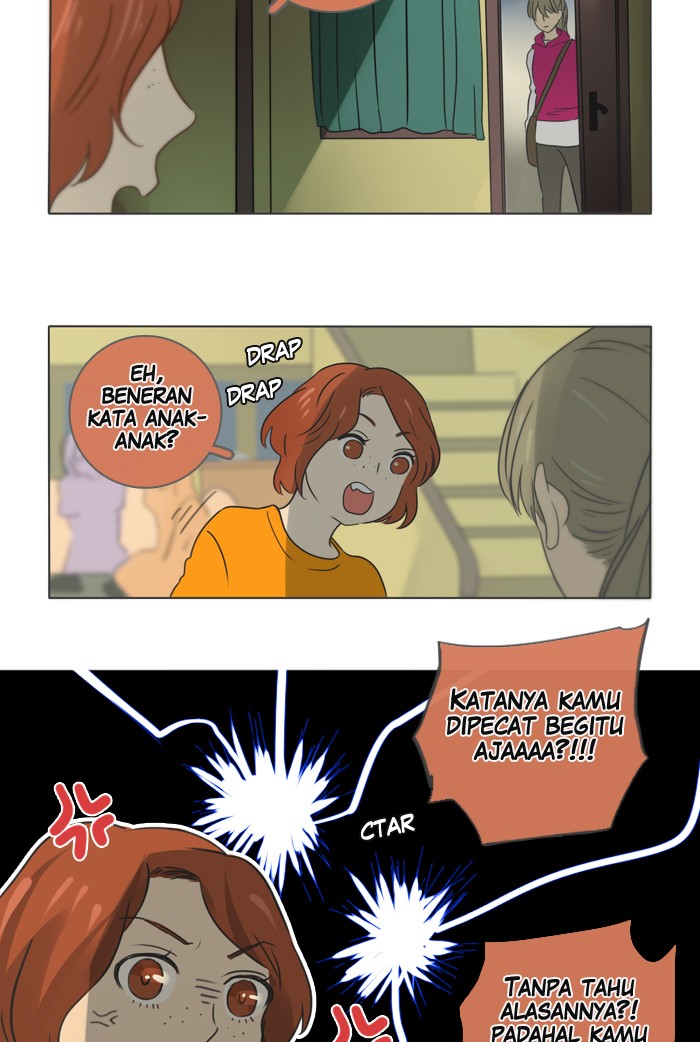 DRAP
DRAP
EH,
BENERAN
KATA ANAK-
ANAK?
KATANYA KAMU
DIPECAT BEGITU
AJAAAA?!!!
CTAR
TANPA TAHU
ALASANNYA?!
PADAHAL KAMU